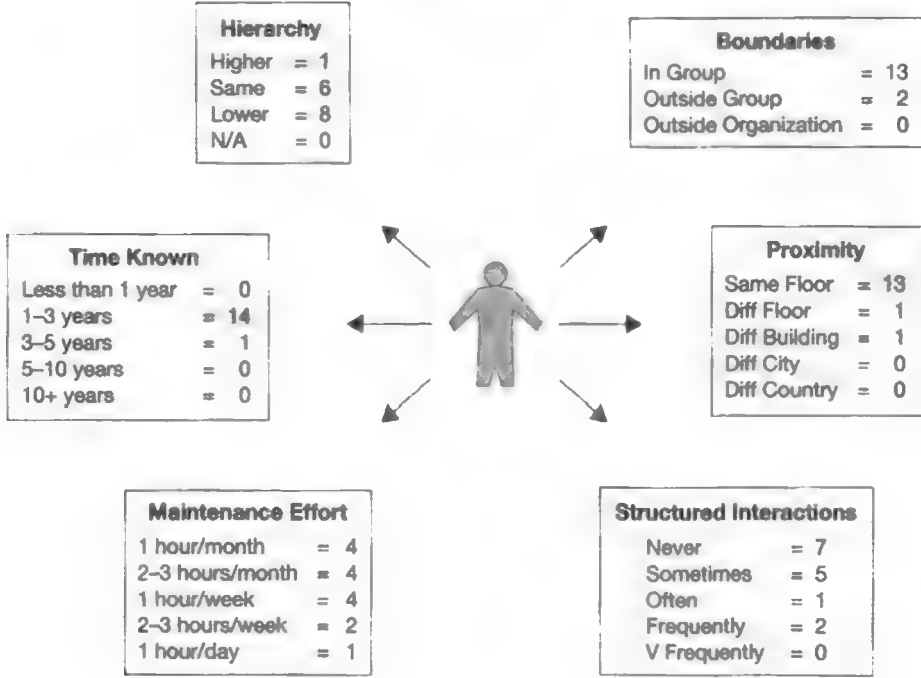 Hierarchy
Higher = 1
Same = 6
Lower = 8
N/A = 0
Boundaries
In Group = 13
Outside Group = 2
Outside Organization = 0
Time Known
Less than 1 year = 0
1–3 years = 14
3–5 years = 1
5–10 years = 0
10+ years = 0
Proximity
Same Floor = 13
Diff Floor = 1
Diff Building = 1
Diff City = 0
Diff Country = 0
Maintenance Effort
1 hour/month = 4
2–3 hours/month = 4
1 hour/week = 4
2–3 hours/week = 2
1 hour/day = 1
Structured Interactions
Never = 7
Sometimes = 5
Often = 1
Frequently = 2
V Frequently = 0